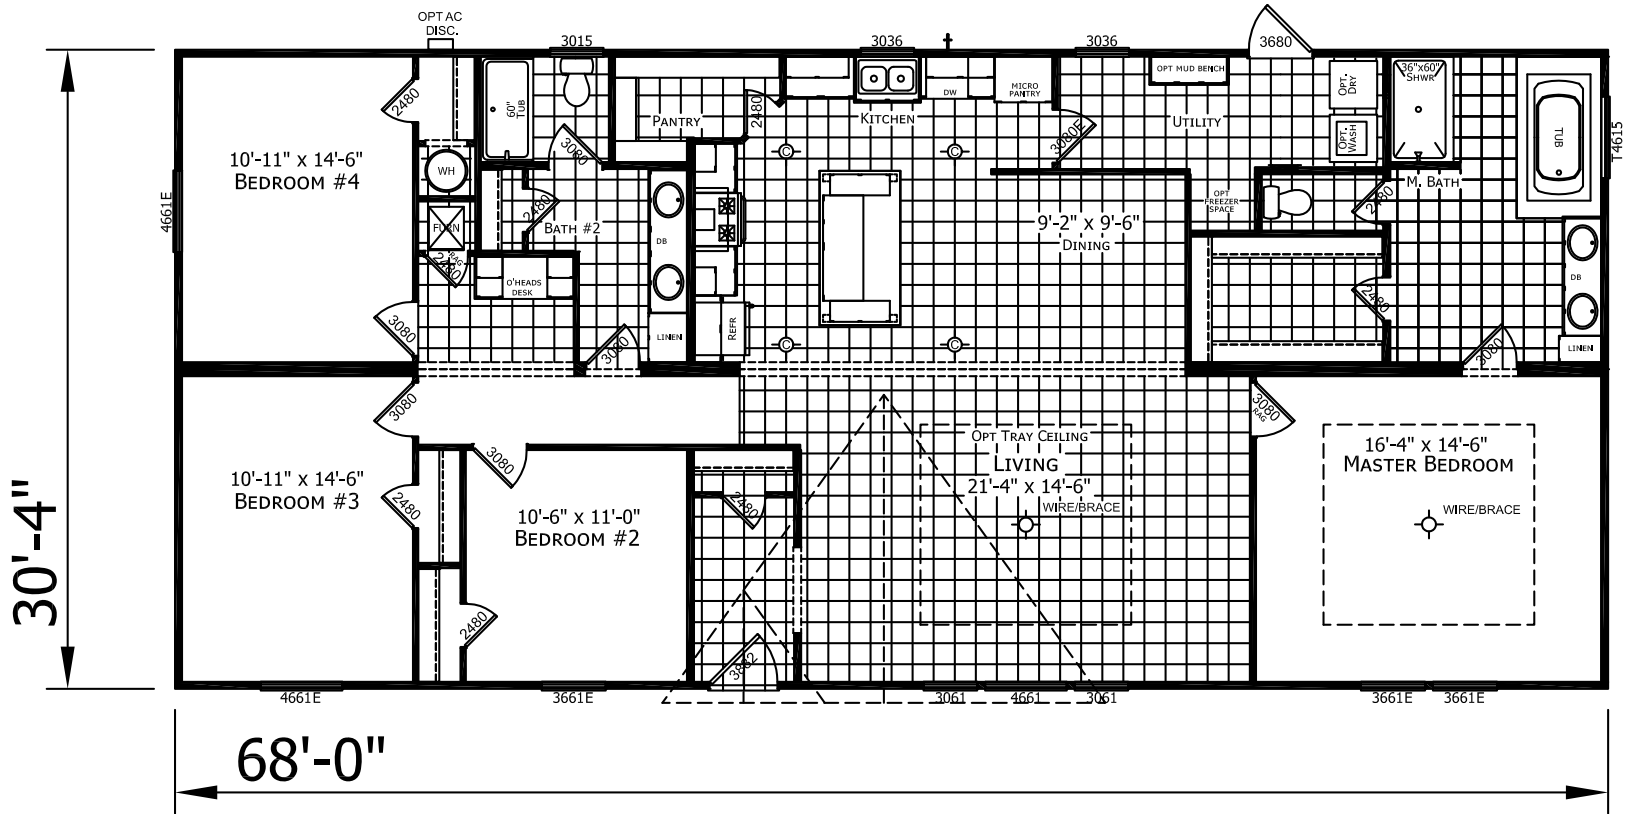 OPT AC
DISC.
3015
3036
3036
3680
2480
60"
TUB
3080
PANTRY
2480
KITCHEN
DW
MICRO
PANTRY
3080E
OPT MUD BENCH
UTILITY
OPT.
DRY
OPT.
WASH
36"x60"
SHWR
TUB
T4615
10'-11" x 14'-6"
BEDROOM #4
4661E
WH
FURN
RAG
2480
2480
BATH #2
DB
O'HEADS
DESK
LINEN
REFR
C
C
C
C
9'-2" x 9'-6"
DINING
OPT
FREEZER
SPACE
2480
M. BATH
2480
DB
LINEN
3080
3080
3080
3080
3080
RAG
10'-11" x 14'-6"
BEDROOM #3
2480
3080
10'-6" x 11'-0"
BEDROOM #2
2480
2480
3882
OPT TRAY CEILING
LIVING
21'-4" x 14'-6"
WIRE/BRACE
16'-4" x 14'-6"
MASTER BEDROOM
WIRE/BRACE
4661E
3661E
3061
4661
3061
3661E
3661E
30'-4"
68'-0"